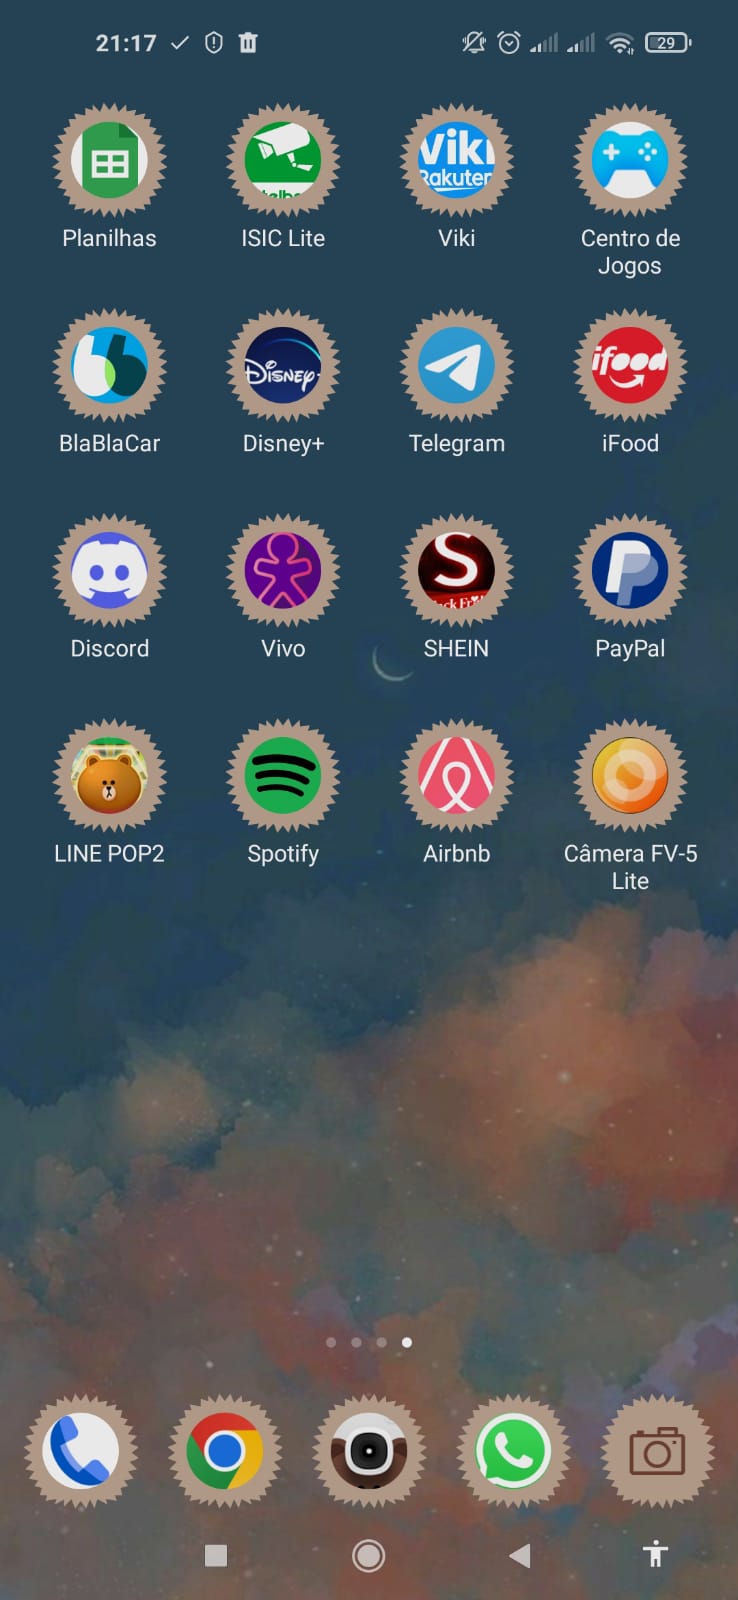 21:17
29
Planilhas
ISIC Lite
Viki
Rakuten
Viki
Centro de
Jogos
BlaBlaCar
Disney+
Disney+
Telegram
ifood
iFood
Discord
Vivo
S
SHEIN
PayPal
LINE POP2
Spotify
Airbnb
Câmera FV-5
Lite